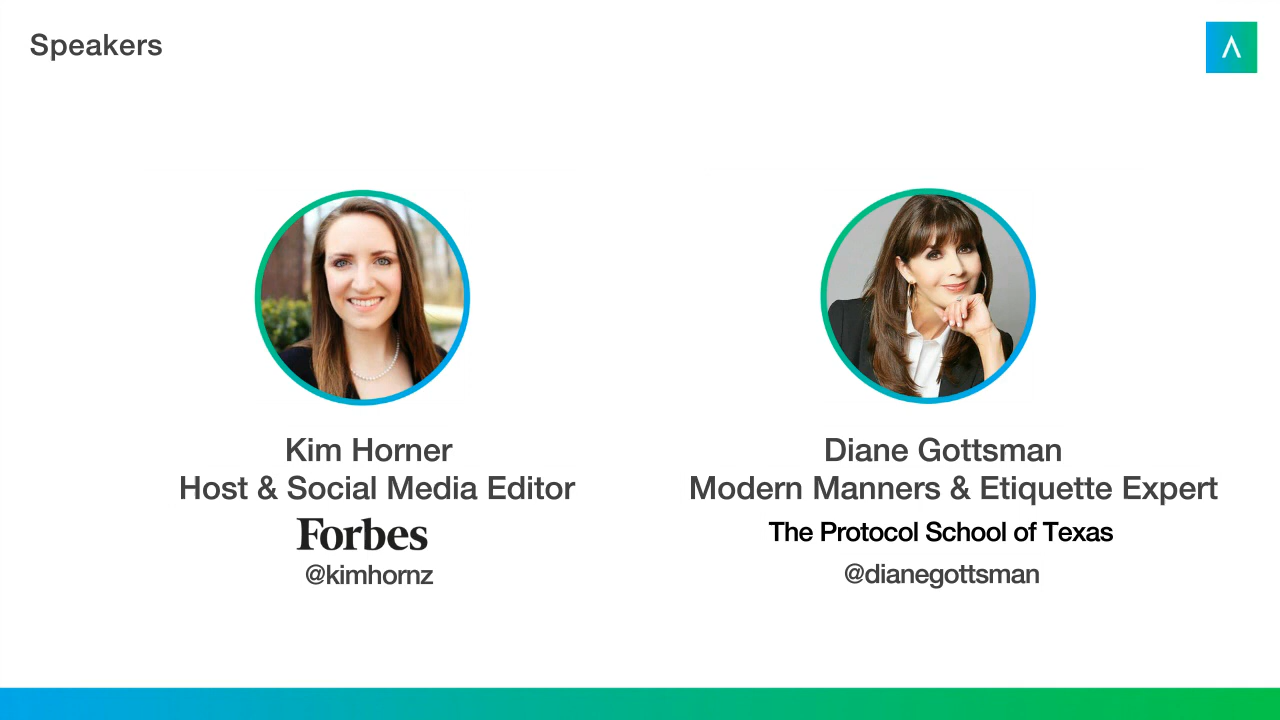 Speakers
Kim Horner
Host & Social Media Editor
Forbes
@kimhornz
Diane Gottsman
Modern Manners & Etiquette Expert
The Protocol School of Texas
@dianegottsman